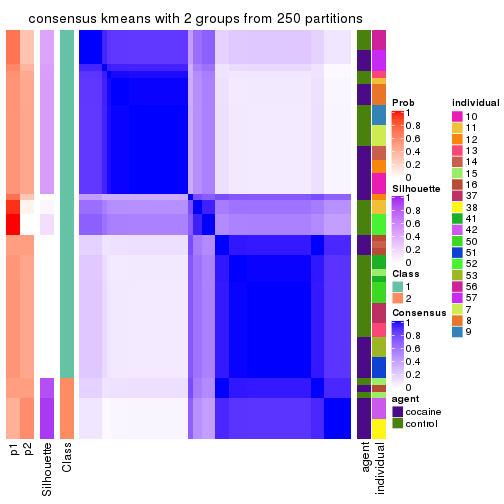 consensus kmeans with 2 groups from 250 partitions
p1
p2
Silhouette
Class
agent
individual
Prob
1
0.8
0.6
0.4
0.2
0
Silhouette
1
0.8
0.6
0.4
0.2
0
Class
1
2
Consensus
1
0.8
0.6
0.4
0.2
0
agent
cocaine
control
individual
10
11
12
13
14
15
16
37
38
41
42
50
51
52
53
56
57
7
8
9